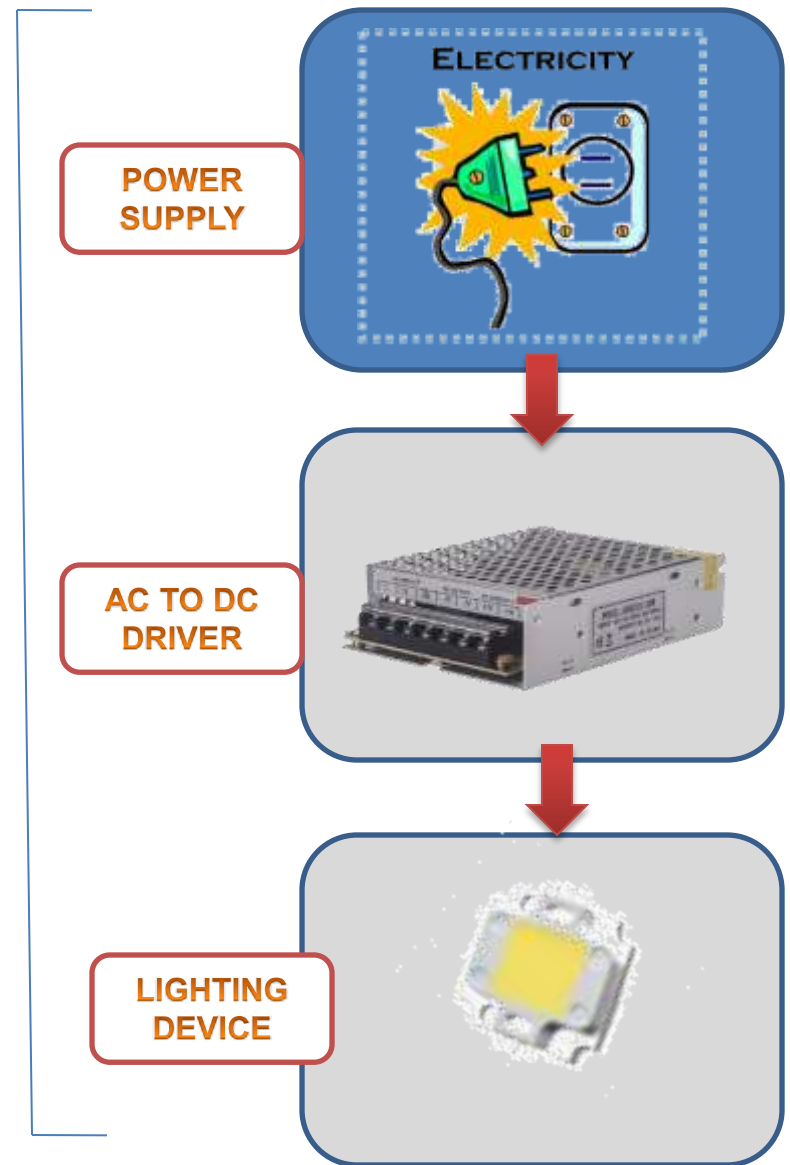 ELECTRICITY
POWER
SUPPLY
AC TO DC
DRIVER
LIGHTING
DEVICE